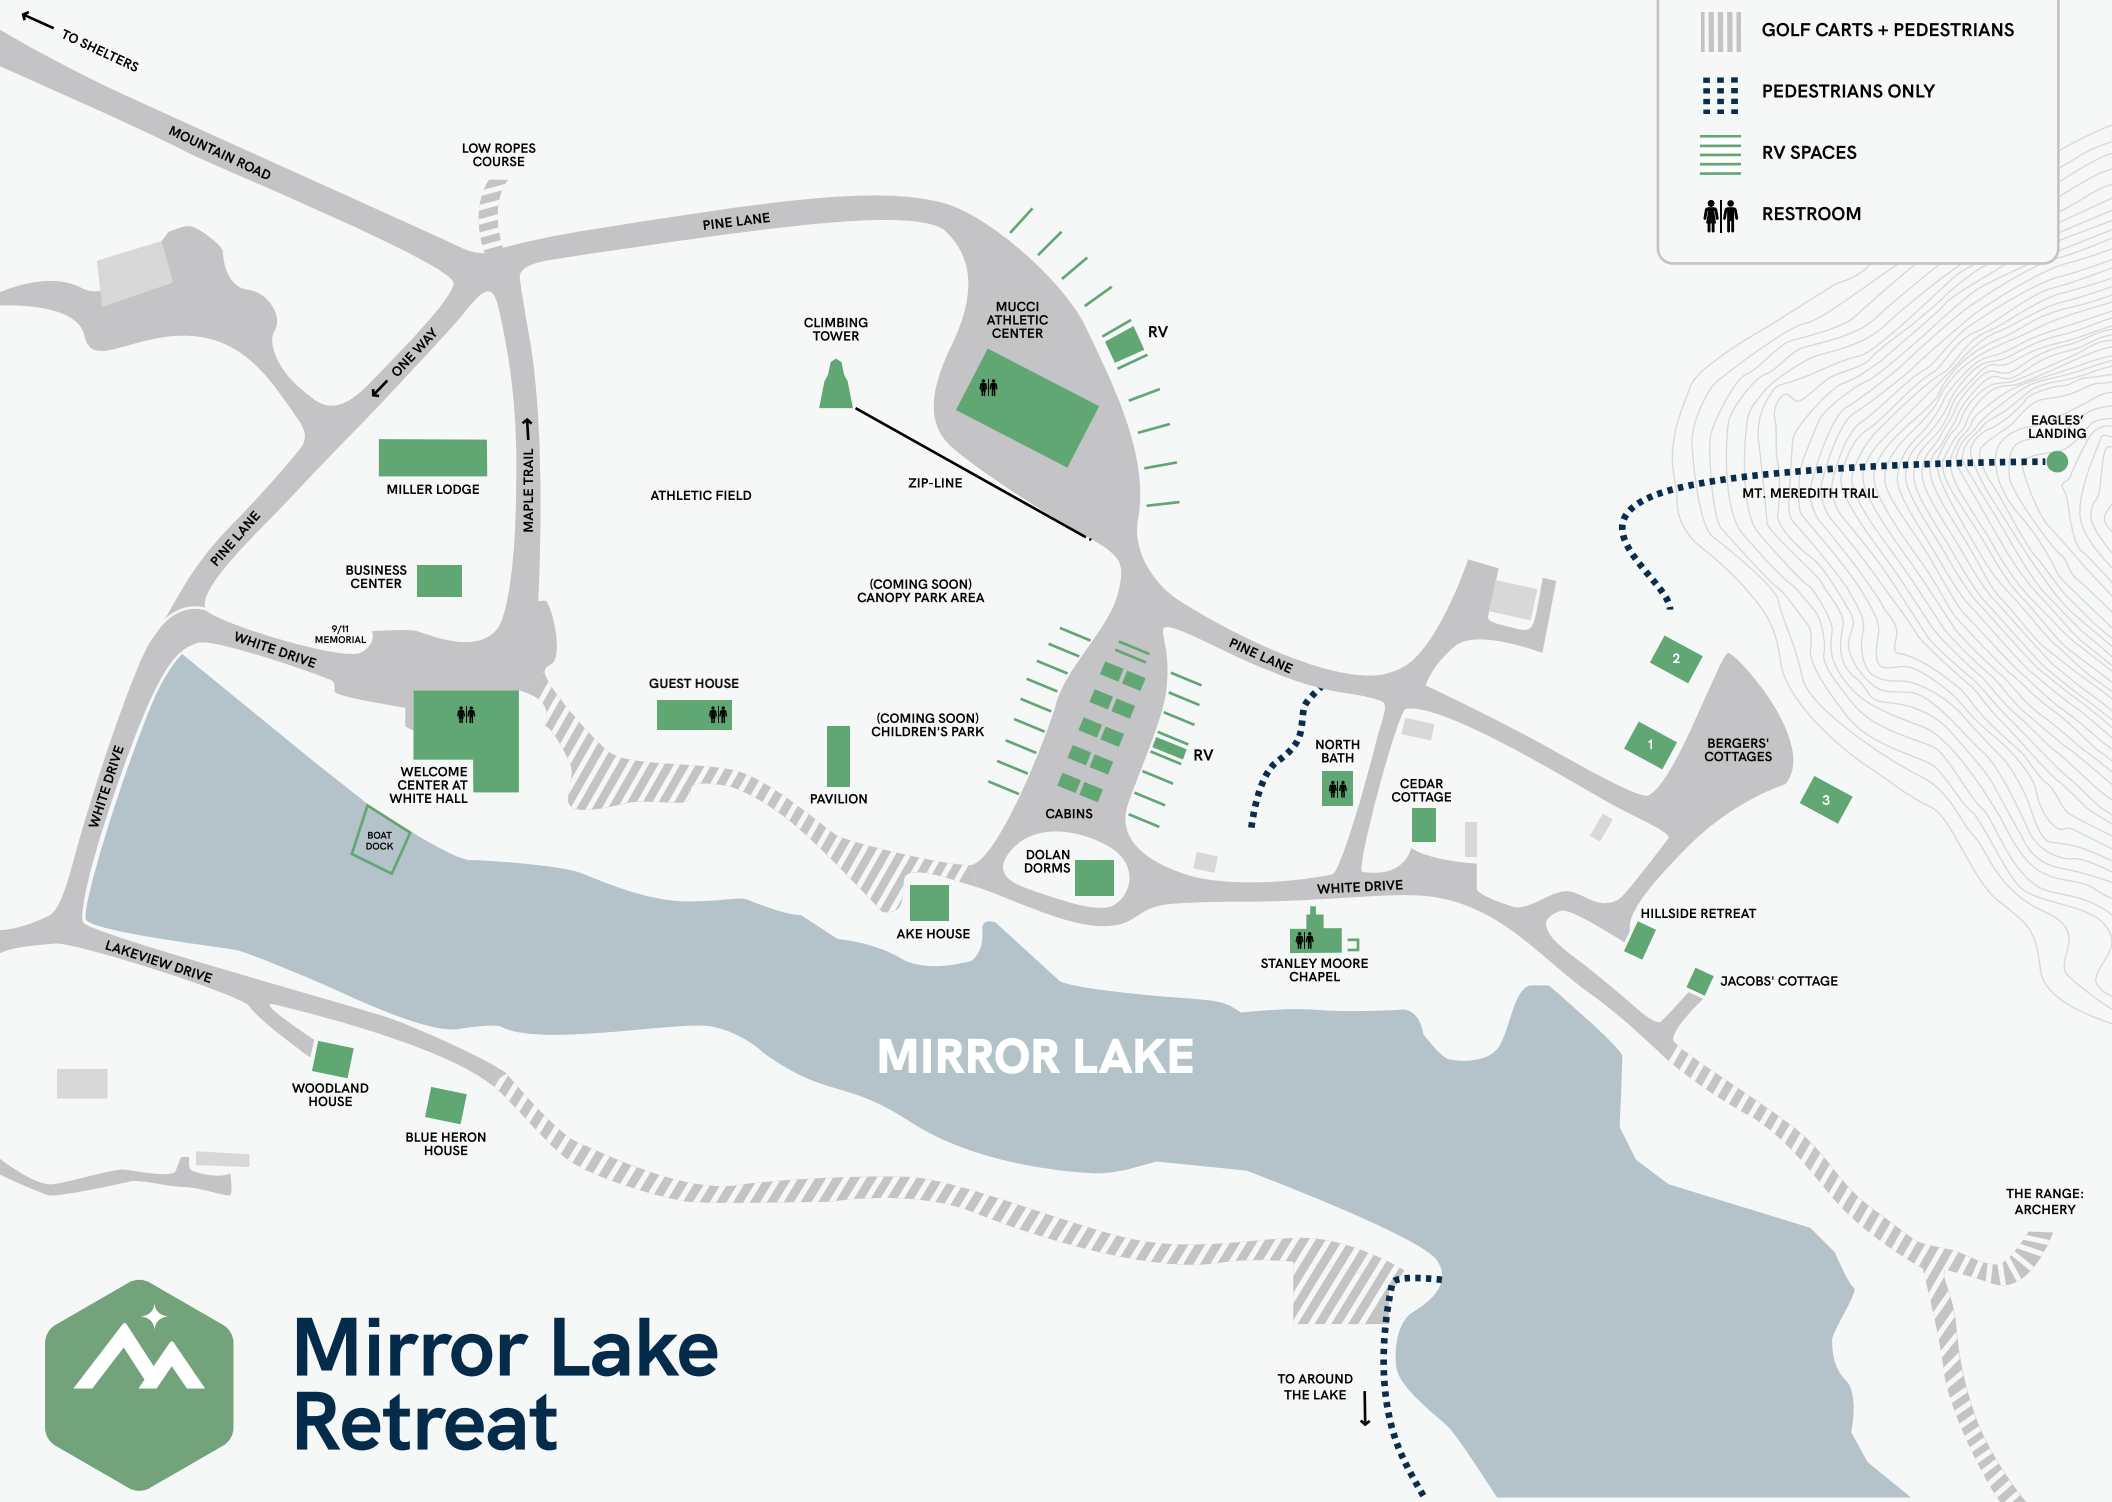 TO SHELTERS
MOUNTAIN ROAD
LOW ROPES
COURSE
PINE LANE
GOLF CARTS + PEDESTRIANS
PEDESTRIANS ONLY
RV SPACES
RESTROOM
ONE WAY
CLIMBING
TOWER
MUCCI
ATHLETIC
CENTER
RV
EAGLES'
LANDING
MT. MEREDITH TRAIL
MILLER LODGE
MAPLE TRAIL
ATHLETIC FIELD
ZIP-LINE
PINE LANE
BUSINESS
CENTER
(COMING SOON)
CANOPY PARK AREA
9/11
MEMORIAL
WHITE DRIVE
PINE LANE
2
GUEST HOUSE
(COMING SOON)
CHILDREN'S PARK
RV
NORTH
BATH
1
BERGERS'
COTTAGES
WELCOME
CENTER AT
WHITE HALL
PAVILION
CEDAR
COTTAGE
3
WHITE DRIVE
CABINS
BOAT
DOCK
DOLAN
DORMS
WHITE DRIVE
AKE HOUSE
HILLSIDE RETREAT
LAKEVIEW DRIVE
STANLEY MOORE
CHAPEL
JACOBS' COTTAGE
MIRROR LAKE
WOODLAND
HOUSE
BLUE HERON
HOUSE
THE RANGE:
ARCHERY
Mirror Lake
Retreat
TO AROUND
THE LAKE